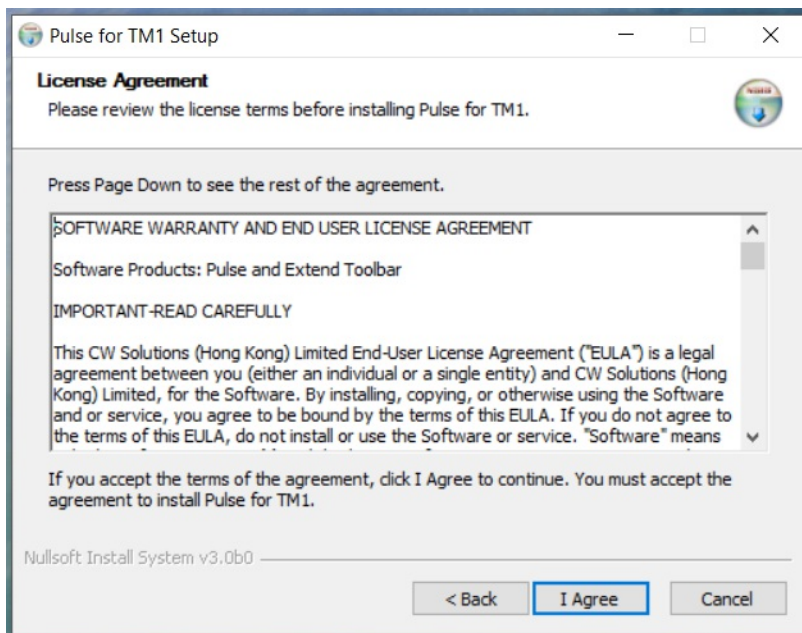 Pulse for TM1 Setup
License Agreement
Please review the license terms before installing Pulse for TM1.
Press Page Down to see the rest of the agreement.
SOFTWARE WARRANTY AND END USER LICENSE AGREEMENT
Software Products: Pulse and Extend Toolbar
IMPORTANT-READ CAREFULLY
This CW Solutions (Hong Kong) Limited End-User License Agreement ("EULA") is a legal
agreement between you (either an individual or a single entity) and CW Solutions (Hong
Kong) Limited, for the Software. By installing, copying, or otherwise using the Software
and or service, you agree to be bound by the terms of this EULA. If you do not agree to
the terms of this EULA, do not install or use the Software or service. "Software" means
If you accept the terms of the agreement, click I Agree to continue. You must accept the
agreement to install Pulse for TM1.
Nullsoft Install System v3.0b0
< Back
I Agree
Cancel